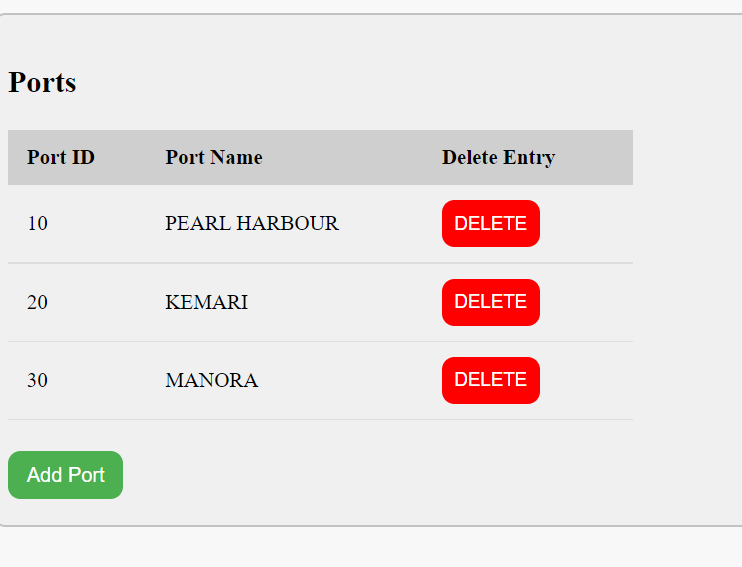 Ports
Port ID Port Name Delete Entry
10 PEARL HARBOUR DELETE
20 KEMARI DELETE
30 MANORA DELETE
Add Port